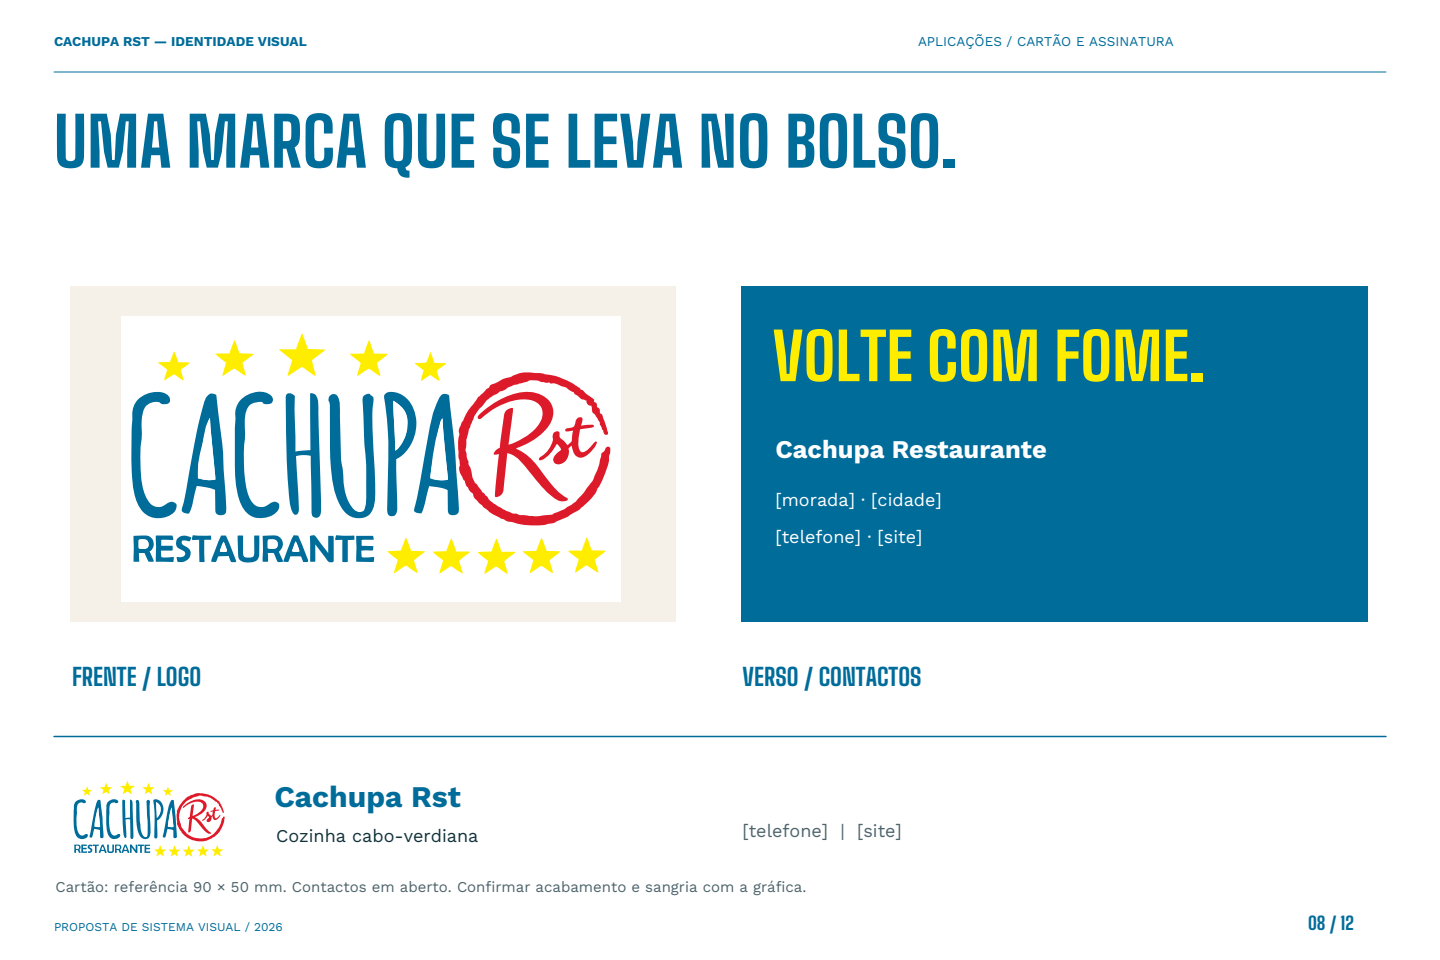 CACHUPA RST — IDENTIDADE VISUAL
APLICAÇÕES / CARTÃO E ASSINATURA
UMA MARCA QUE SE LEVA NO BOLSO.
CACHUPA Rst
RESTAURANTE
VOLTE COM FOME.
Cachupa Restaurante
[morada] · [cidade]
[telefone] · [site]
FRENTE / LOGO
VERSO / CONTACTOS
CACHUPA Rst
RESTAURANTE
Cachupa Rst
Cozinha cabo-verdiana
[telefone] | [site]
Cartão: referência 90 × 50 mm. Contactos em aberto. Confirmar acabamento e sangria com a gráfica.
PROPOSTA DE SISTEMA VISUAL / 2026
08 / 12